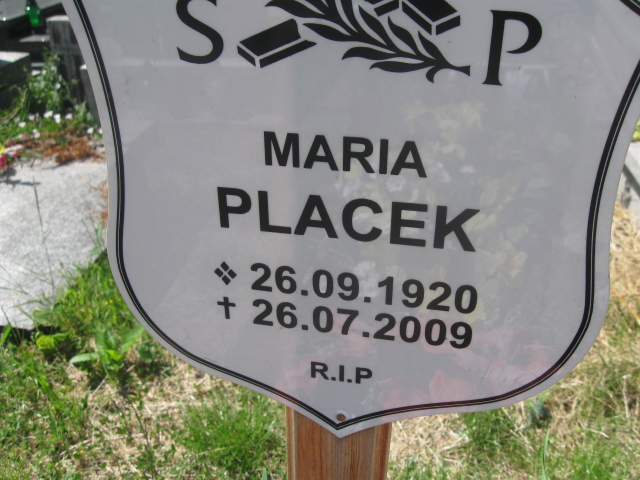 S P
MARIA
PLACEK
❖ 26.09.1920
✝ 26.07.2009
R.I.P